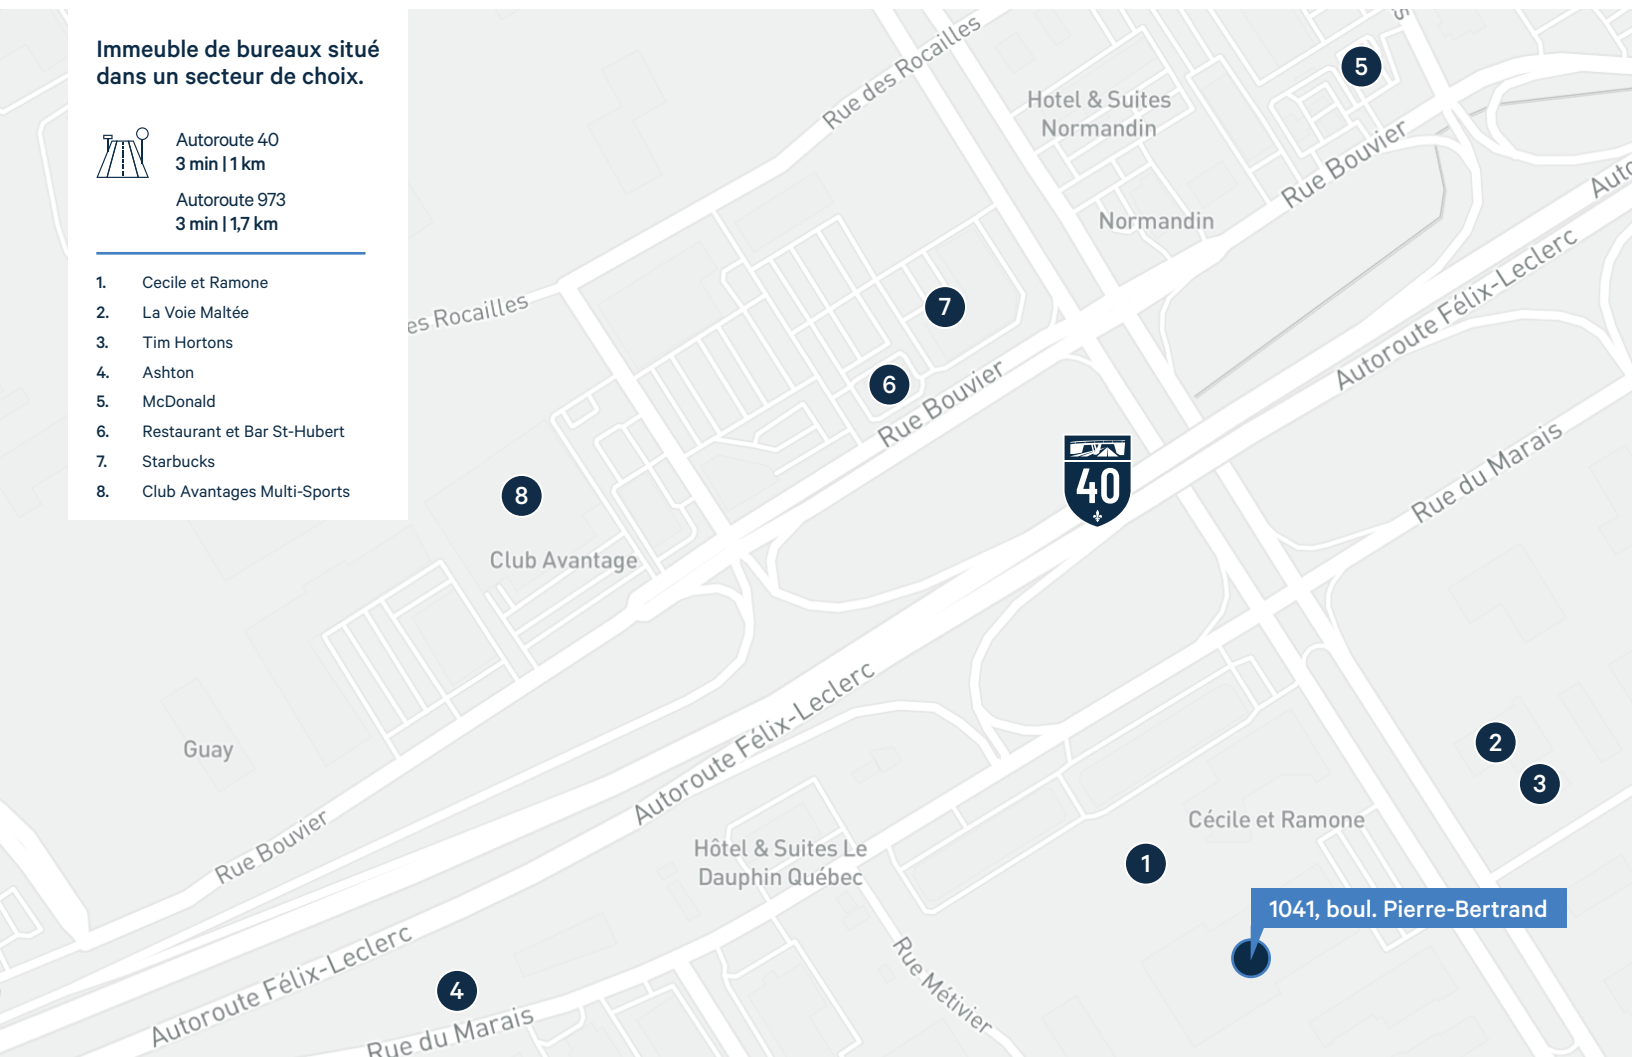 Immeuble de bureaux situé
dans un secteur de choix.
Autoroute 40
3 min | 1 km
Autoroute 973
3 min | 1,7 km
1. Cecile et Ramone
2. La Voie Maltée
3. Tim Hortons
4. Ashton
5. McDonald
6. Restaurant et Bar St-Hubert
7. Starbucks
8. Club Avantages Multi-Sports
Rue des Rocailles
s
5
Hotel & Suites
Normandin
Rue Bouvier
Auto
Normandin
Autoroute Félix-Leclerc
es Rocailles
7
6
Rue Bouvier
40
Rue du Marais
8
Club Avantage
Autoroute Félix-Leclerc
Guay
2
3
Rue Bouvier
Hôtel & Suites Le
Dauphin Québec
Cécile et Ramone
1
1041, boul. Pierre-Bertrand
Autoroute Félix-Leclerc
4
Rue du Marais
Rue Métivier